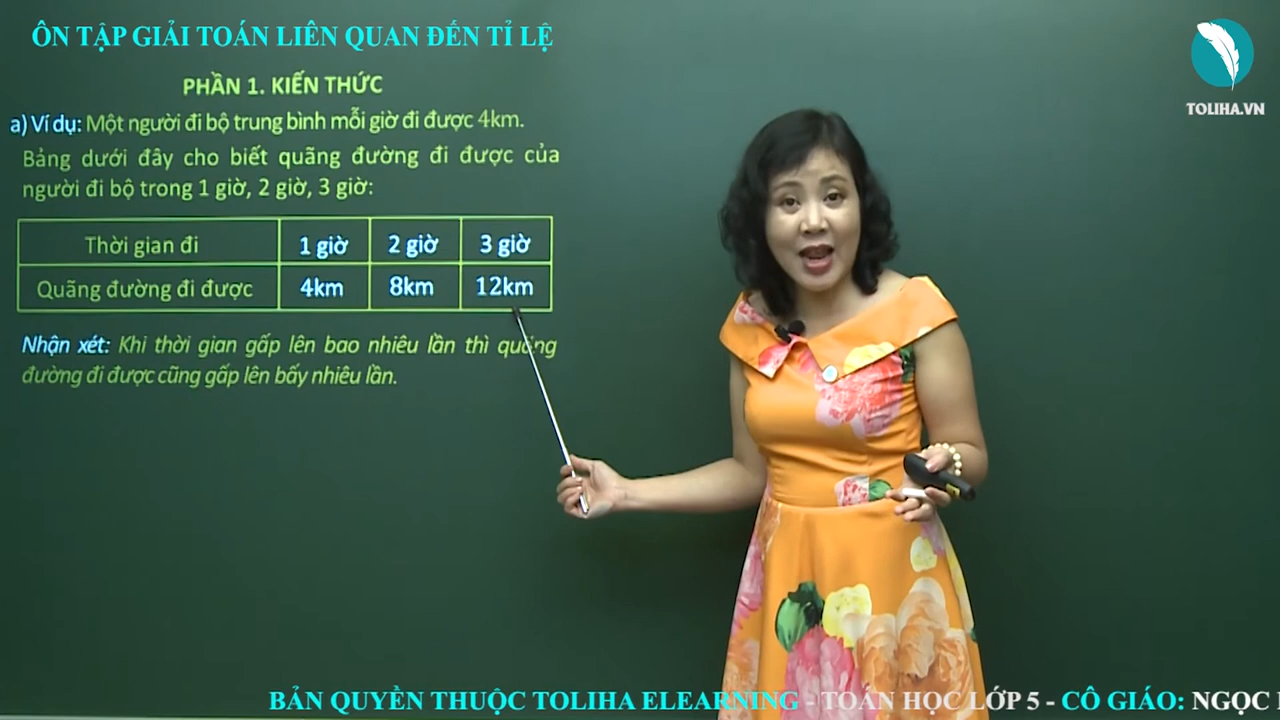 ÔN TẬP GIẢI TOÁN LIÊN QUAN ĐẾN TỈ LỆ
PHẦN 1. KIẾN THỨC
a) Ví dụ: Một người đi bộ trung bình mỗi giờ đi được 4km.
Bảng dưới đây cho biết quãng đường đi được của
người đi bộ trong 1 giờ, 2 giờ, 3 giờ:
Thời gian đi 1 giờ 2 giờ 3 giờ
Quãng đường đi được 4km 8km 12km
Nhận xét: Khi thời gian gấp lên bao nhiêu lần thì quãng
đường đi được cũng gấp lên bấy nhiêu lần.
TOLIHA.VN
BẢN QUYỀN THUỘC TOLIHA ELEARNING - TOÁN HỌC LỚP 5 - CÔ GIÁO: NGỌC